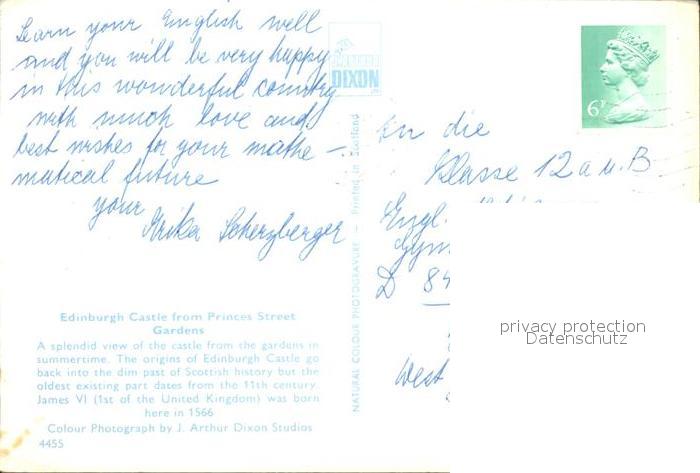 Learn your English well
and you will be very happy
in this wonderful country
with much love and
best wishes for your mathe –
matical future
your
Erika Scherzberger
DIXON
6P
An die
Klasse 12 a u. B
Engl.
Gym
D 84
West
privacy protection
Datenschutz
NATURAL COLOUR PHOTOGRAVURE — Printed in Scotland
Edinburgh Castle from Princes Street
Gardens
A splendid view of the castle from the gardens in
summertime. The origins of Edinburgh Castle go
back into the dim past of Scottish history but the
oldest existing part dates from the 11th century.
James VI (1st of the United Kingdom) was born
here in 1566
Colour Photograph by J. Arthur Dixon Studios
4455